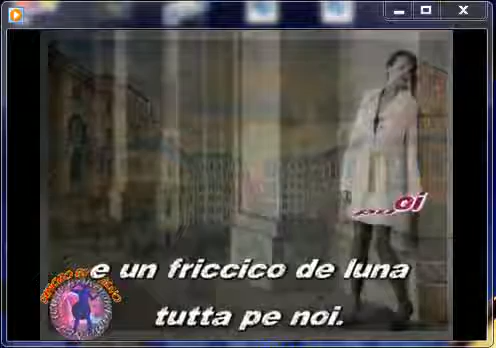 oi
e un friccico de luna
tutta pe noi.